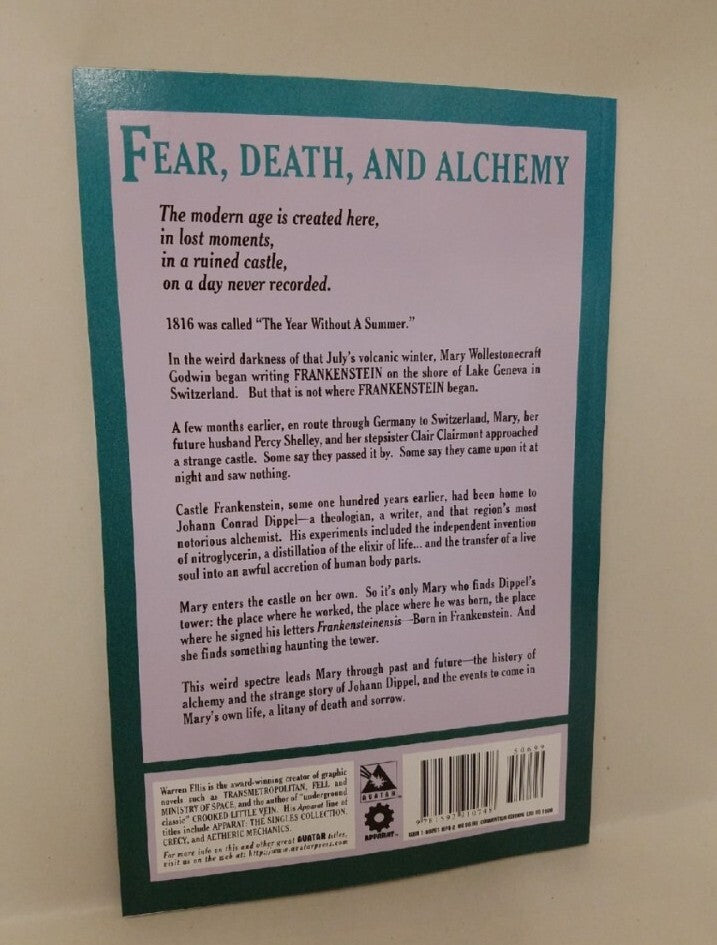 FEAR, DEATH, AND ALCHEMY
The modern age is created here,
in lost moments,
in a ruined castle,
on a day never recorded.
1816 was called "The Year Without A Summer."
In the weird darkness of that July's volcanic winter, Mary Wollestonecraft
Godwin began writing FRANKENSTEIN on the shore of Lake Geneva in
Switzerland. But that is not where FRANKENSTEIN began.
A few months earlier, en route through Germany to Switzerland, Mary, her
future husband Percy Shelley, and her stepsister Clair Clairmont approached
a strange castle. Some say they passed it by. Some say they came upon it at
night and saw nothing.
Castle Frankenstein, some one hundred years earlier, had been home to
Johann Conrad Dippel—a theologian, a writer, and that region's most
notorious alchemist. His experiments included the independent invention
of nitroglycerin, a distillation of the elixir of life... and the transfer of a live
soul into an awful accretion of human body parts.
Mary enters the castle on her own. So it's only Mary who finds Dippel's
tower: the place where he worked, the place where he was born, the place
where he signed his letters Frankensteinensis—Born in Frankenstein. And
she finds something haunting the tower.
This weird spectre leads Mary through past and future—the history of
alchemy and the strange story of Johann Dippel, and the events to come in
Mary's own life, a litany of death and sorrow.
Warren Ellis is the award-winning creator of graphic
novels such as TRANSMETROPOLITAN, FELL and
MINISTRY OF SPACE, and the author of "underground
classic" CROOKED LITTLE VEIN. His Apparat line of
titles include APPARAT: THE SINGLES COLLECTION,
CRECY, and AETHERIC MECHANICS.
For more info on this and other great AVATAR titles,
visit us on the web at: http://www.avatarpress.com
AVATAR
APPARAT™
50699